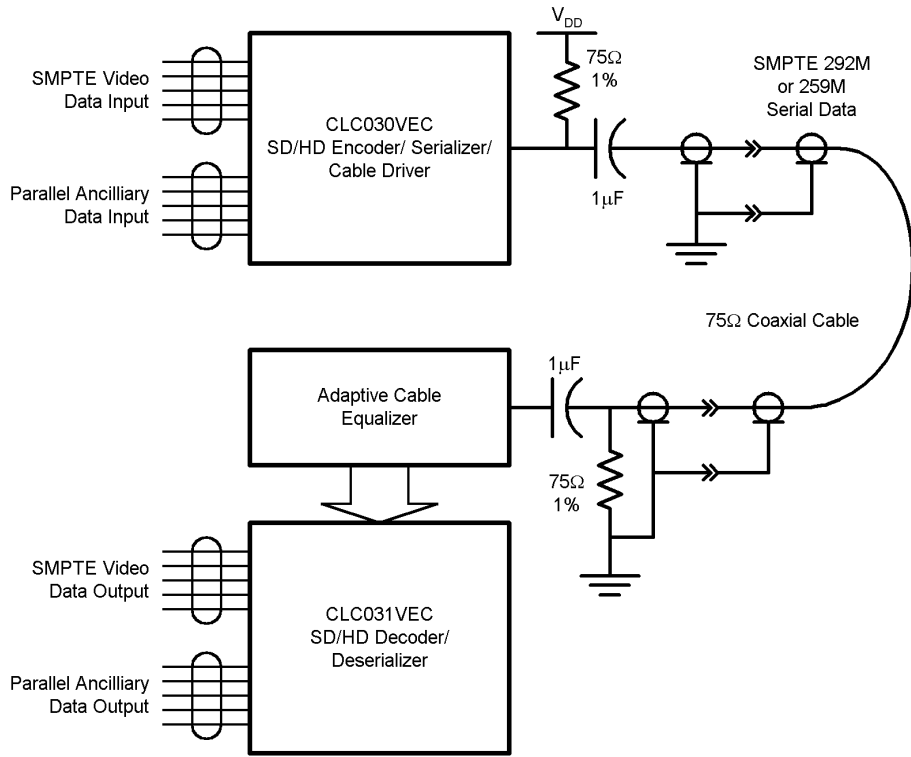 SMPTE Video
Data Input
Parallel Ancilliary
Data Input
CLC030VEC
SD/HD Encoder/ Serializer/
Cable Driver
V_DD
75Ω
1%
1µF
SMPTE 292M
or 259M
Serial Data
75Ω Coaxial Cable
Adaptive Cable
Equalizer
1µF
75Ω
1%
SMPTE Video
Data Output
Parallel Ancilliary
Data Output
CLC031VEC
SD/HD Decoder/
Deserializer